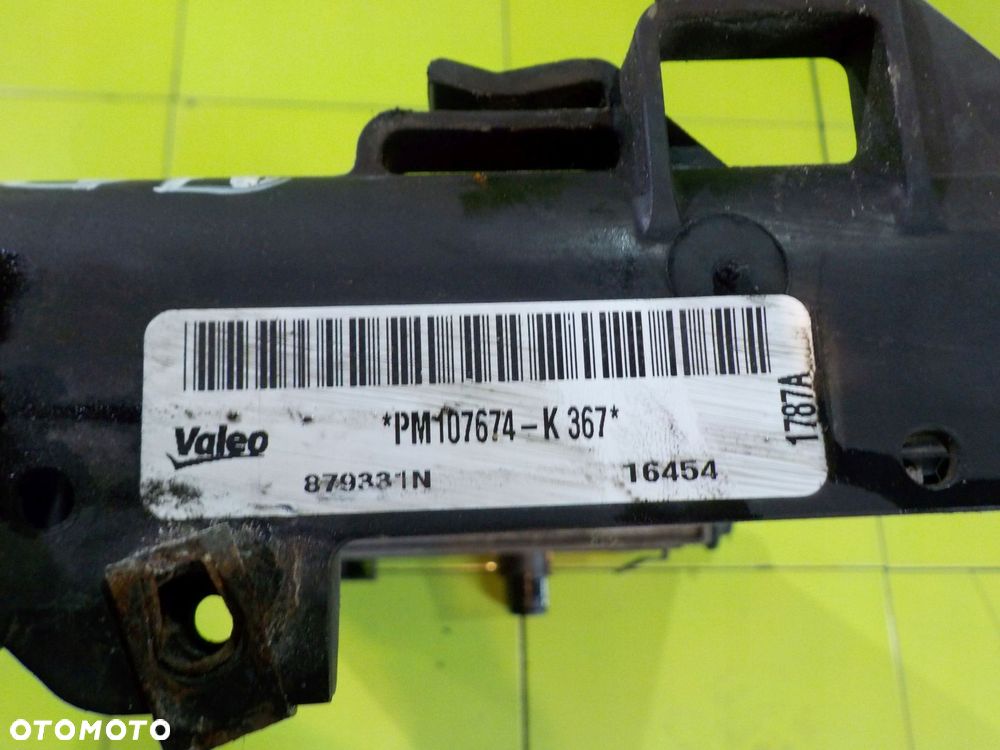 *PM107674-K 367*
1787A
Valeo
879331N
16454
OTOMOTO